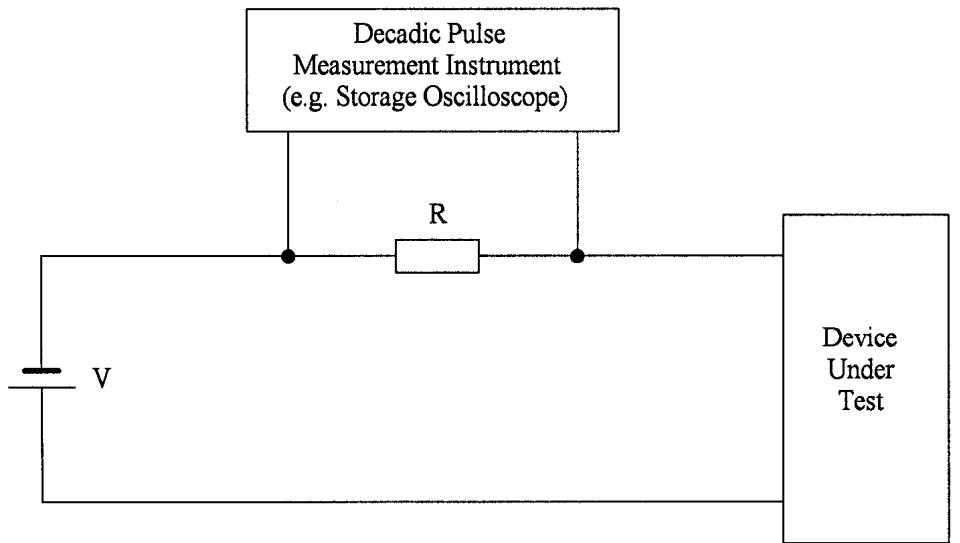 Decadic Pulse
Measurement Instrument
(e.g. Storage Oscilloscope)
R
V
Device
Under
Test